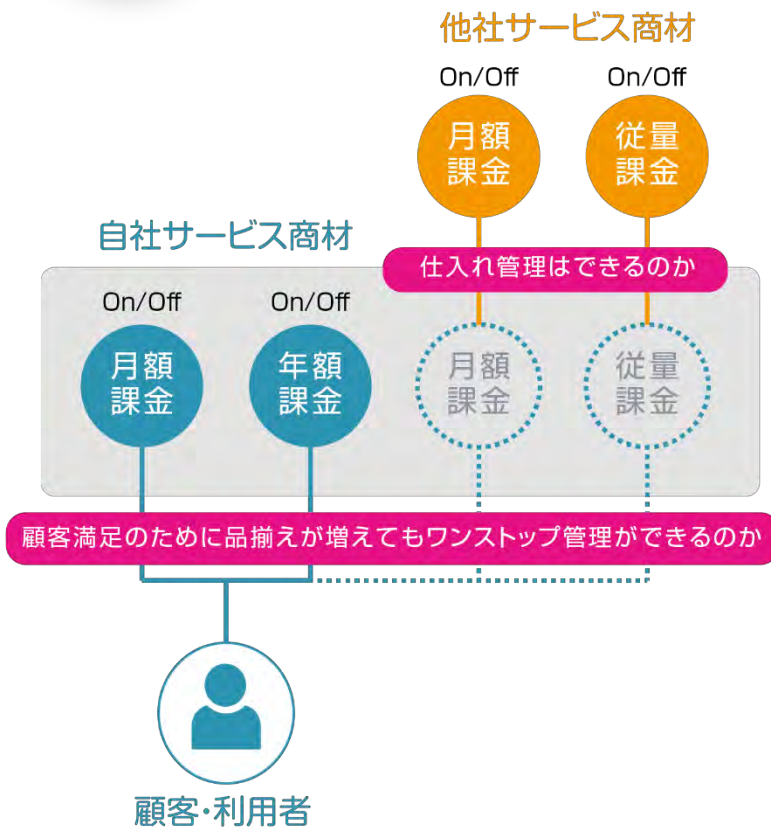 他社サービス商材
On/Off
On/Off
月額
課金
従量
課金
自社サービス商材
仕入れ管理はできるのか
On/Off
On/Off
月額
課金
年額
課金
月額
課金
従量
課金
顧客満足のために品揃えが増えてもワンストップ管理ができるのか
顧客・利用者